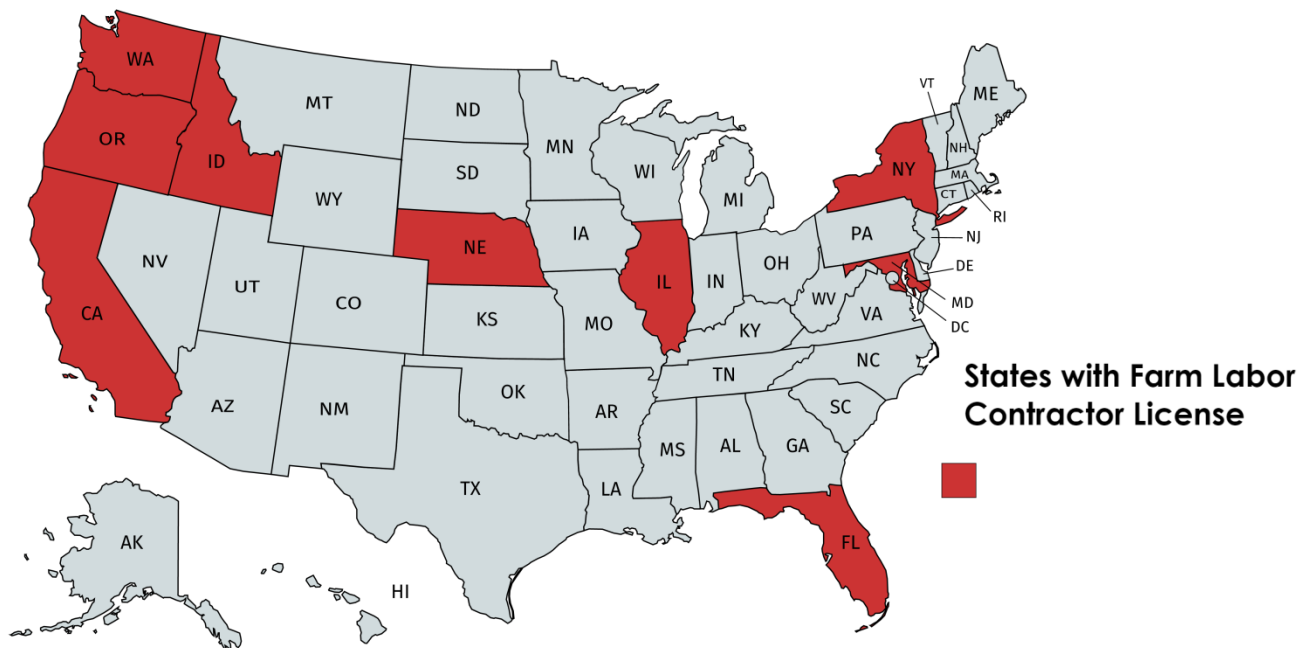 WA
MT
ND
MN
VT
ME
OR
ID
SD
WI
MI
NH
NY
MA
CT
RI
WY
IA
PA
NJ
NE
NV
UT
CO
IL
IN
OH
DE
CA
KS
MO
WV
VA
MD
KY
DC
NC
TN
AZ
NM
OK
AR
SC
MS
AL
GA
TX
LA
FL
AK
HI
States with Farm Labor
Contractor License